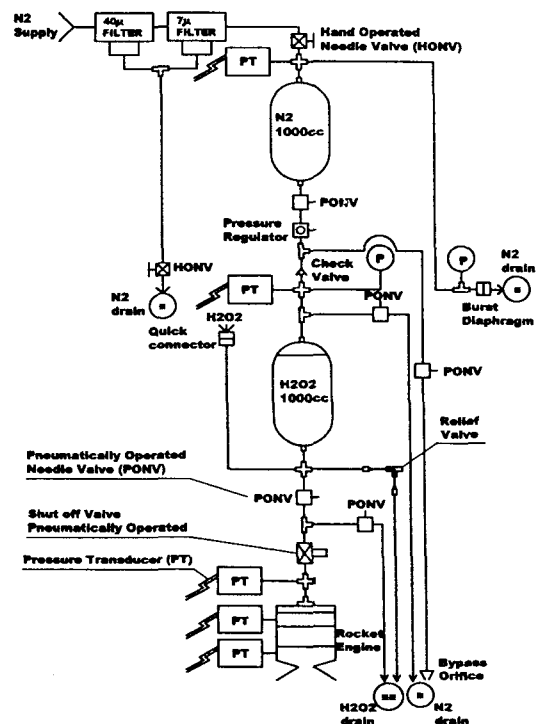 N2
Supply
40μ
FILTER
7μ
FILTER
Hand Operated
Needle Valve (HONV)
PT
N2
1000cc
PONV
Pressure
Regulator
HONV
Check
Valve
P
P
N2
drain
PT
PONV
N2
drain
Quick
connector
H2O2
Burst
Diaphragm
H2O2
1000cc
PONV
Relief
Valve
Pneumatically Operated
Needle Valve (PONV)
PONV
PONV
Shut off Valve
Pneumatically Operated
Pressure Transducer (PT)
PT
PT
PT
Rocket
Engine
Bypass
Orifice
H2O2
drain
N2
drain